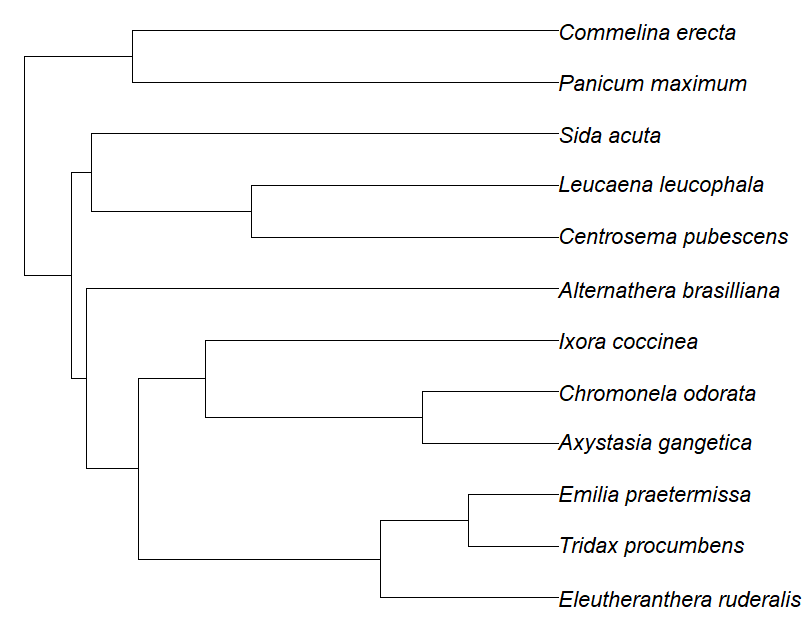 Commelina erecta
Panicum maximum
Sida acuta
Leucaena leucophala
Centrosema pubescens
Alternathera brasilliana
Ixora coccinea
Chromonela odorata
Axystasia gangetica
Emilia praetermissa
Tridax procumbens
Eleutheranthera ruderalis